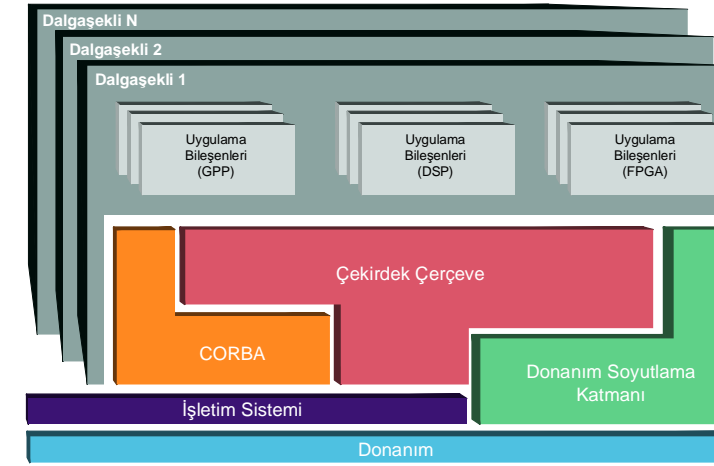 Dalgaşekli N
Dalgaşekli 2
Dalgaşekli 1
Uygulama
Bileşenleri
(GPP)
Uygulama
Bileşenleri
(DSP)
Uygulama
Bileşenleri
(FPGA)
Çekirdek Çerçeve
CORBA
Donanım Soyutlama
Katmanı
İşletim Sistemi
Donanım